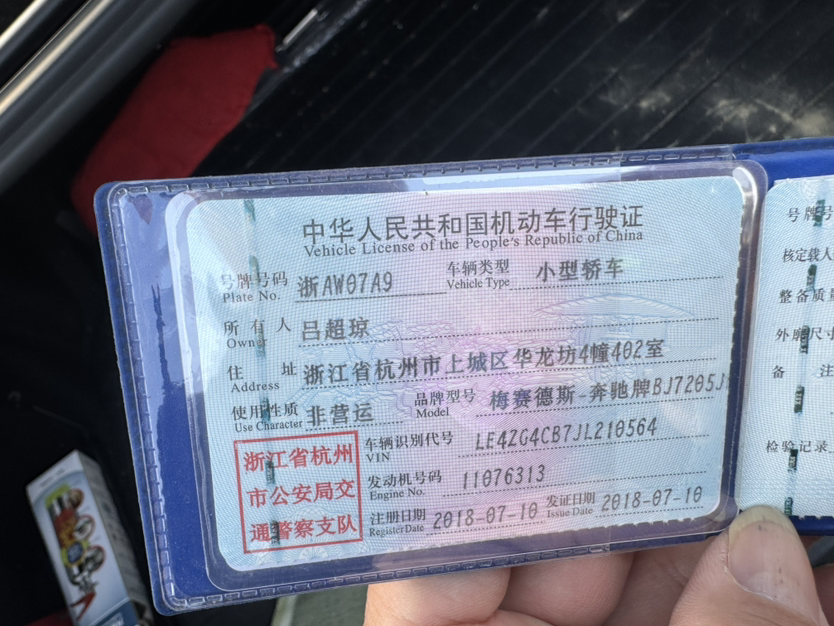 中华人民共和国机动车行驶证
Vehicle License of the People's Republic of China
号牌号码 浙AW07A9 车辆类型 小型轿车
Plate No. Vehicle Type
所有人 吕超琼
Owner
住址 浙江省杭州市上城区华龙坊4幢402室
Address
使用性质 非营运 品牌型号 梅赛德斯-奔驰牌BJ7205J
Use Character Model
浙江省杭州
市公安局交
通警察支队
车辆识别代号 LE4ZG4CB7JL210564
VIN
发动机号码 11076313
Engine No.
注册日期 2018-07-10 发证日期 2018-07-10
Register Date Issue Date
号牌号
核定载人
整备质量
外廓尺寸
备注
检验记录